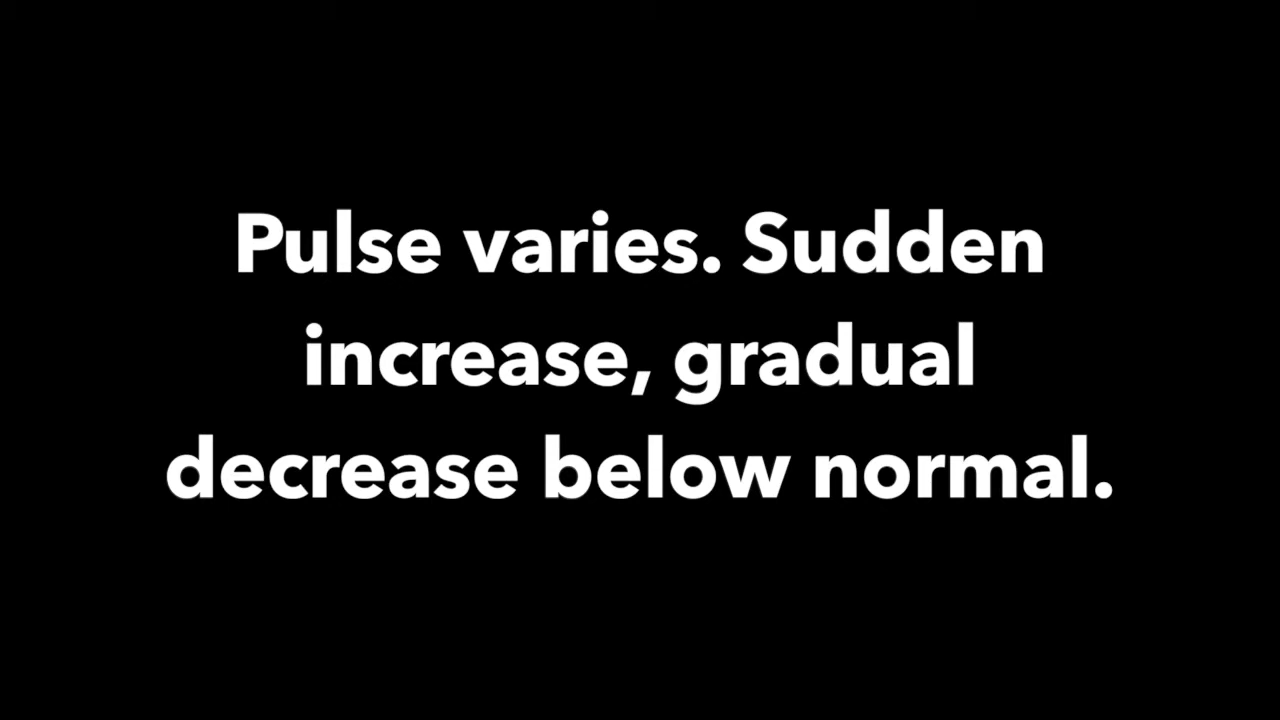 Pulse varies. Sudden
increase, gradual
decrease below normal.